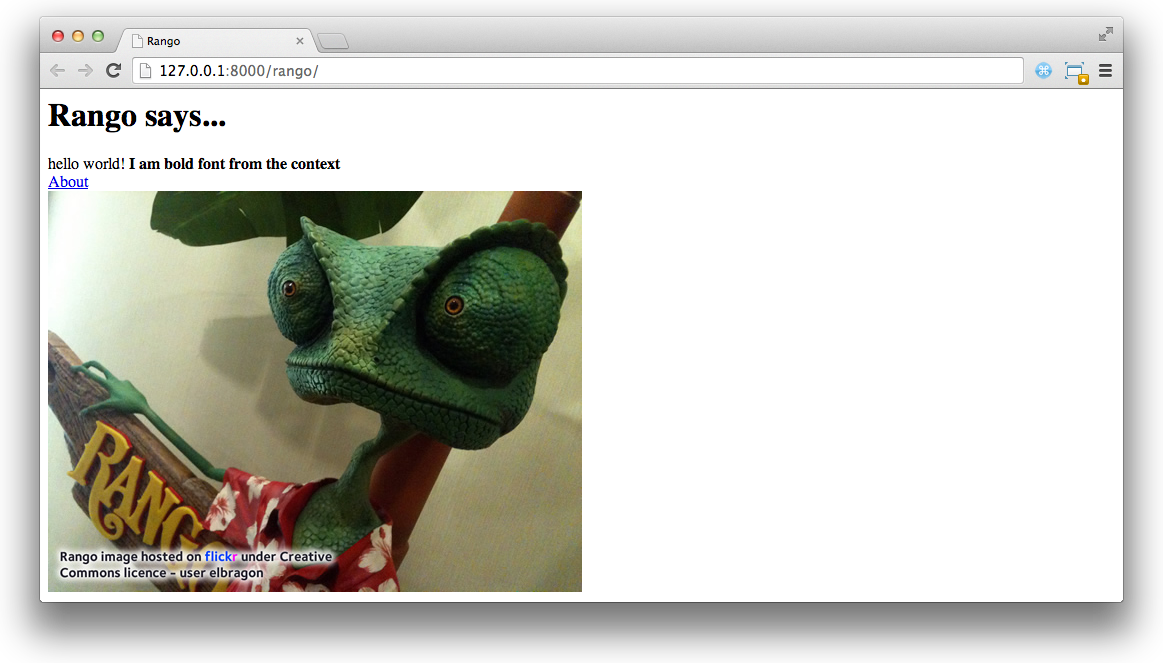 Rango
127.0.0.1:8000/rango/
Rango says...
hello world! I am bold font from the context
About
RANGO
Rango image hosted on flickr under Creative
Commons licence – user elbragon